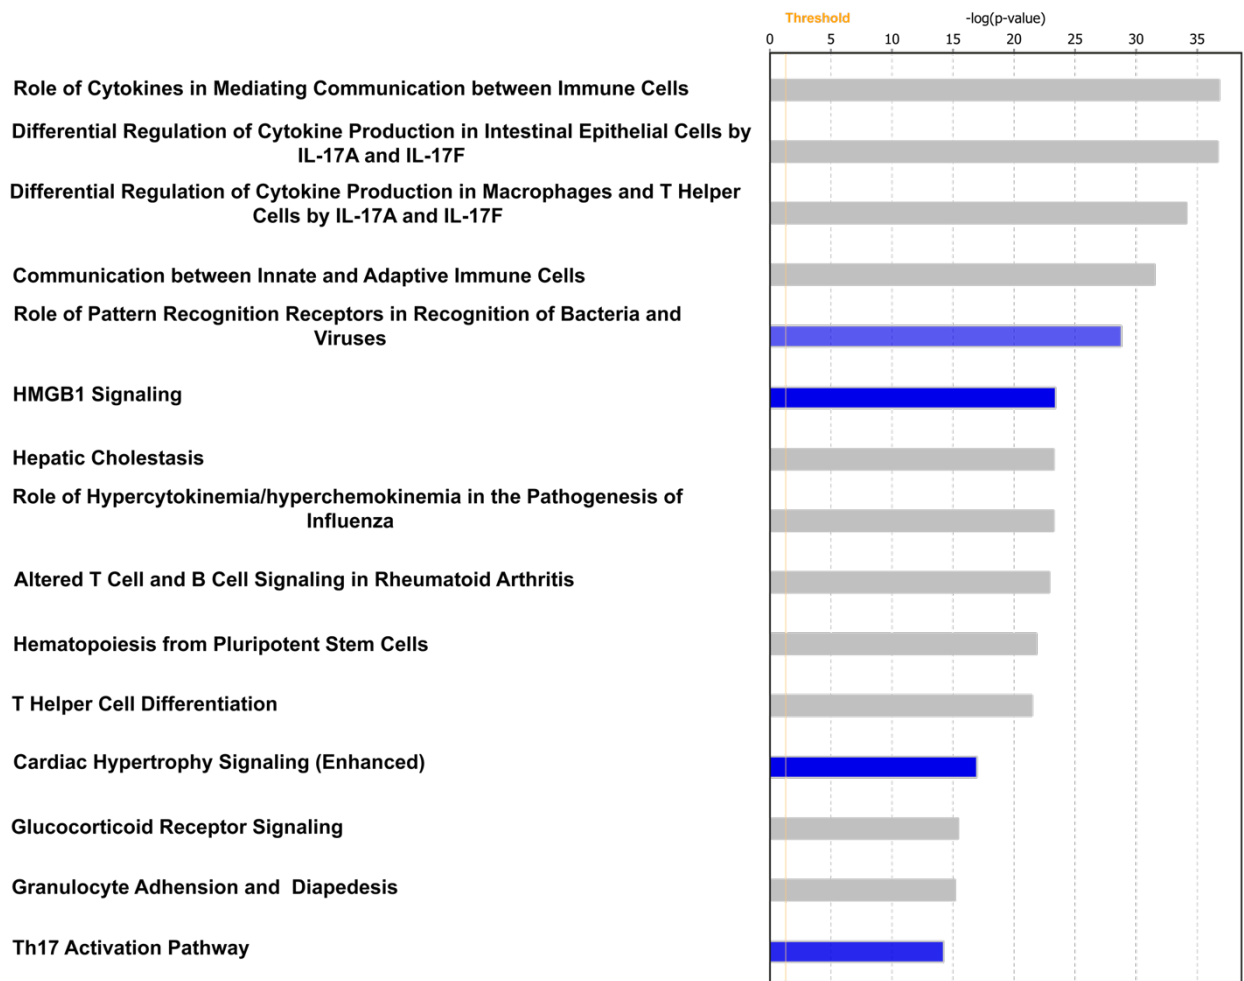 Threshold -log(p-value)
0 5 10 15 20 25 30 35
Role of Cytokines in Mediating Communication between Immune Cells
Differential Regulation of Cytokine Production in Intestinal Epithelial Cells by
IL-17A and IL-17F
Differential Regulation of Cytokine Production in Macrophages and T Helper
Cells by IL-17A and IL-17F
Communication between Innate and Adaptive Immune Cells
Role of Pattern Recognition Receptors in Recognition of Bacteria and
Viruses
HMGB1 Signaling
Hepatic Cholestasis
Role of Hypercytokinemia/hyperchemokinemia in the Pathogenesis of
Influenza
Altered T Cell and B Cell Signaling in Rheumatoid Arthritis
Hematopoiesis from Pluripotent Stem Cells
T Helper Cell Differentiation
Cardiac Hypertrophy Signaling (Enhanced)
Glucocorticoid Receptor Signaling
Granulocyte Adhension and Diapedesis
Th17 Activation Pathway